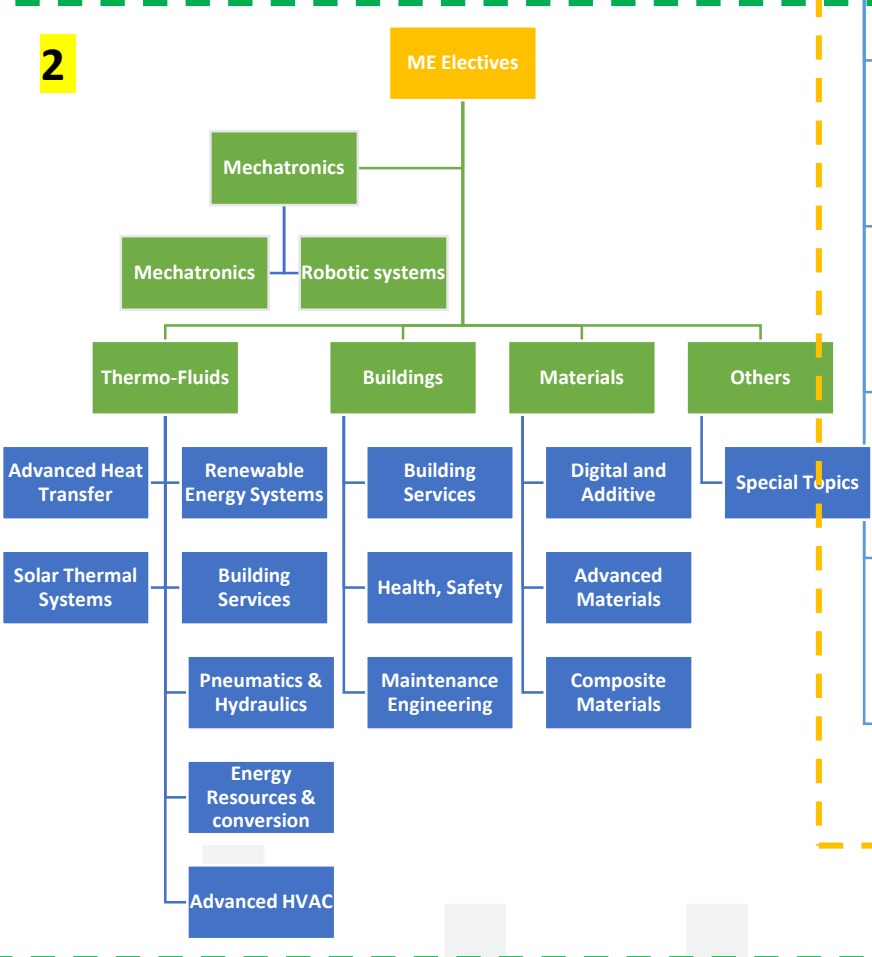 2
ME Electives
Mechatronics
Mechatronics
Robotic systems
Thermo-Fluids
Buildings
Materials
Others
Advanced Heat
Transfer
Renewable
Energy Systems
Building
Services
Digital and
Additive
Special Topics
Solar Thermal
Systems
Building
Services
Health, Safety
Advanced
Materials
Pneumatics &
Hydraulics
Maintenance
Engineering
Composite
Materials
Energy
Resources &
conversion
Advanced HVAC